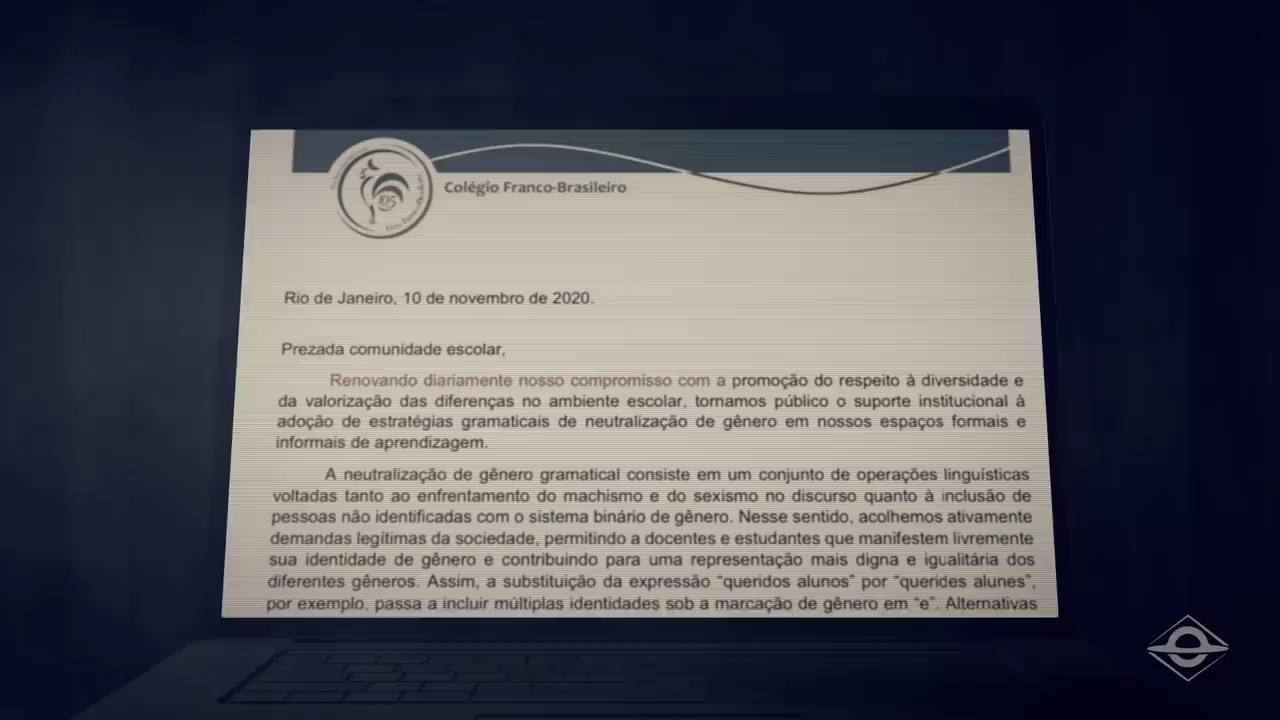 Colégio Franco-Brasileiro
105
Rio de Janeiro, 10 de novembro de 2020.
Prezada comunidade escolar,
Renovando diariamente nosso compromisso com a promoção do respeito à diversidade e
da valorização das diferenças no ambiente escolar, tornamos público o suporte institucional à
adoção de estratégias gramaticais de neutralização de gênero em nossos espaços formais e
informais de aprendizagem.
A neutralização de gênero gramatical consiste em um conjunto de operações linguísticas
voltadas tanto ao enfrentamento do machismo e do sexismo no discurso quanto à inclusão de
pessoas não identificadas com o sistema binário de gênero. Nesse sentido, acolhemos ativamente
demandas legítimas da sociedade, permitindo a docentes e estudantes que manifestem livremente
sua identidade de gênero e contribuindo para uma representação mais digna e igualitária dos
diferentes gêneros. Assim, a substituição da expressão “queridos alunos” por “querides alunes”,
por exemplo, passa a incluir múltiplas identidades sob a marcação de gênero em “e”. Alternativas